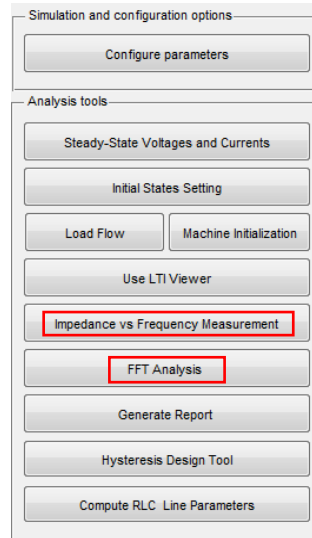 Simulation and configuration options
Configure parameters
Analysis tools
Steady-State Voltages and Currents
Initial States Setting
Load Flow
Machine Initialization
Use LTI Viewer
Impedance vs Frequency Measurement
FFT Analysis
Generate Report
Hysteresis Design Tool
Compute RLC Line Parameters